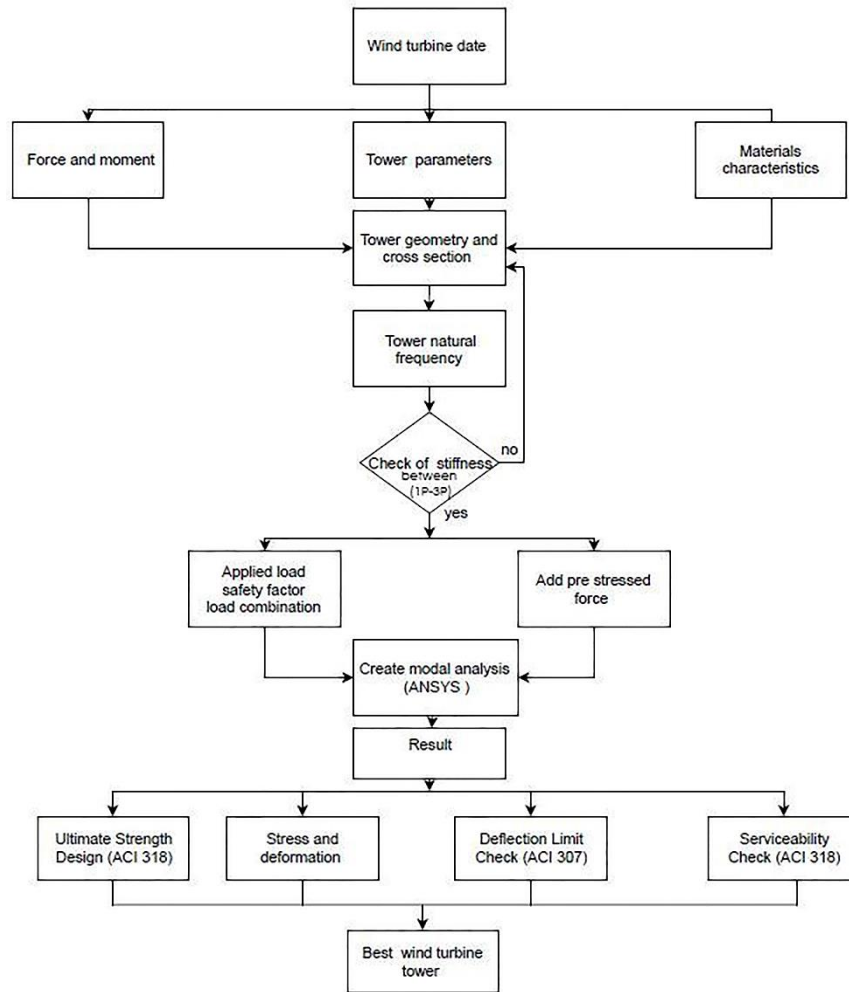 Wind turbine date
Force and moment
Tower parameters
Materials
characteristics
Tower geometry and
cross section
Tower natural
frequency
no
Check of stiffness
between
(1P-3P)
yes
Applied load
safety factor
load combination
Add pre stressed
force
Create modal analysis
(ANSYS )
Result
Ultimate Strength
Design (ACI 318)
Stress and
deformation
Deflection Limit
Check (ACI 307)
Serviceability
Check (ACI 318)
Best wind turbine
tower